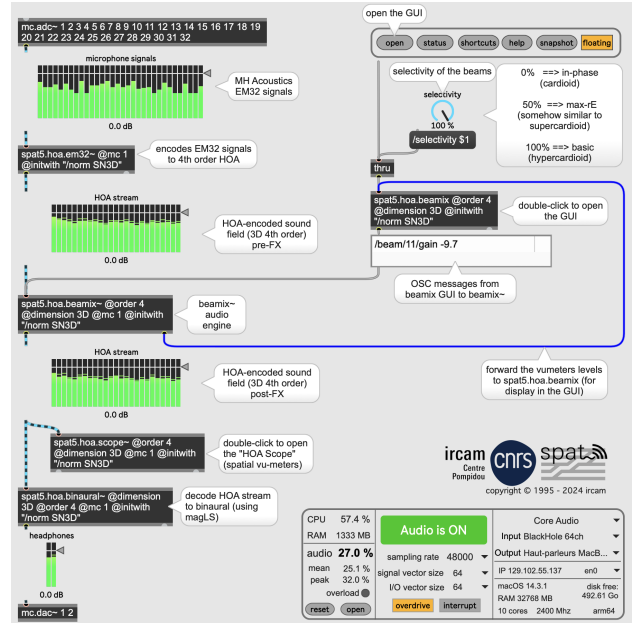 mc.adc~ 1 2 3 4 5 6 7 8 9 10 11 12 13 14 15 16 17 18 19
20 21 22 23 24 25 26 27 28 29 30 31 32
microphone signals
0.0 dB
MH Acoustics
EM32 signals
spat5.hoa.em32~ @mc 1
@initwith "/norm SN3D"
encodes EM32 signals
to 4th order HOA
HOA stream
0.0 dB
HOA-encoded sound
field (3D 4th order)
pre-FX
spat5.hoa.beamix~ @order 4
@dimension 3D @mc 1 @initwith
"/norm SN3D"
beamix~
audio
engine
HOA stream
0.0 dB
HOA-encoded sound
field (3D 4th order)
post-FX
spat5.hoa.scope~ @order 4
@dimension 3D @mc 1 @initwith
"/norm SN3D"
double-click to open
the "HOA Scope"
(spatial vu-meters)
spat5.hoa.binaural~ @dimension
3D @order 4 @mc 1 @initwith
"/norm SN3D"
decode HOA stream
to binaural (using
magLS)
headphones
0.0 dB
mc.dac~ 1 2
open the GUI
open status shortcuts help snapshot floating
selectivity of the beams
selectivity
100 %
/selectivity $1
0% ==> in-phase
(cardioid)
50% ==> max-rE
(somehow similar to
supercardioid)
100% ==> basic
(hypercardioid)
thru
spat5.hoa.beamix @order 4
@dimension 3D @initwith
"/norm SN3D"
double-click to open
the GUI
/beam/11/gain -9.7
OSC messages from
beamix GUI to beamix~
forward the vumeters levels
to spat5.hoa.beamix (for
display in the GUI)
ircam
Centre
Pompidou
cnrs
spat
copyright © 1995 - 2024 ircam
CPU 57.4 %
RAM 1333 MB
audio 27.0 %
mean 25.1 %
peak 32.0 %
overload
reset open
Audio is ON
sampling rate 48000
signal vector size 64
I/O vector size 64
overdrive interrupt
Core Audio
Input BlackHole 64ch
Output Haut-parleurs MacB...
IP 129.102.55.137 en0
macOS 14.3.1 disk free:
RAM 32768 MB 492.61 Go
10 cores 2400 Mhz arm64